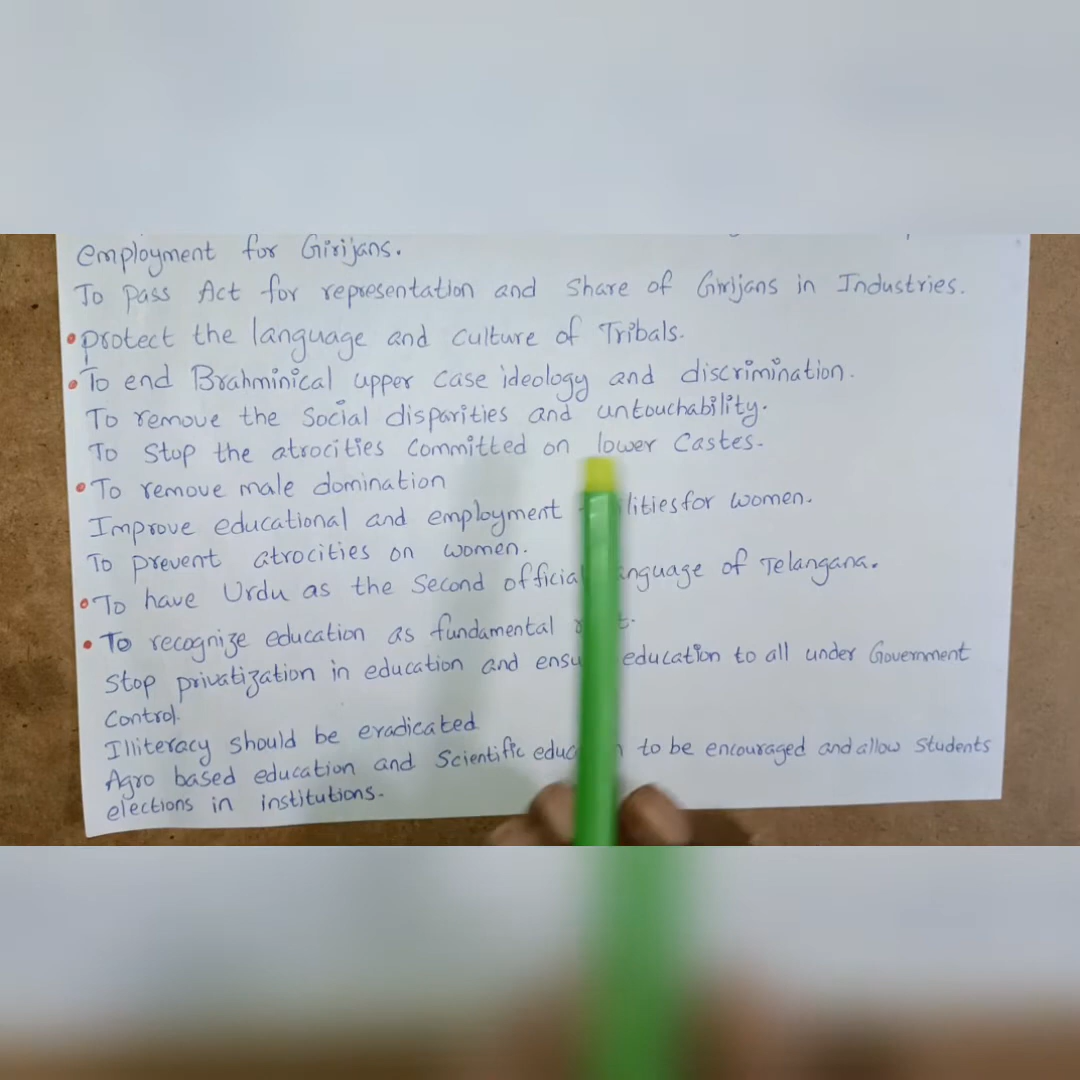 employment for Girijans.
To pass Act for representation and share of Girijans in Industries.
• protect the language and culture of Tribals.
• To end Brahminical upper case ideology and discrimination.
To remove the Social disparities and untouchability.
To stop the atrocities committed on lower castes.
• To remove male domination
Improve educational and employment for women.
To prevent atrocities on women.
• To have Urdu as the Second official of Telangana.
• To recognize education as fundamental
Stop privatization in education and education to all under Government
Control.
Illiteracy should be eradicated
Agro based education and Scientific to be encouraged and allow students
elections in institutions.